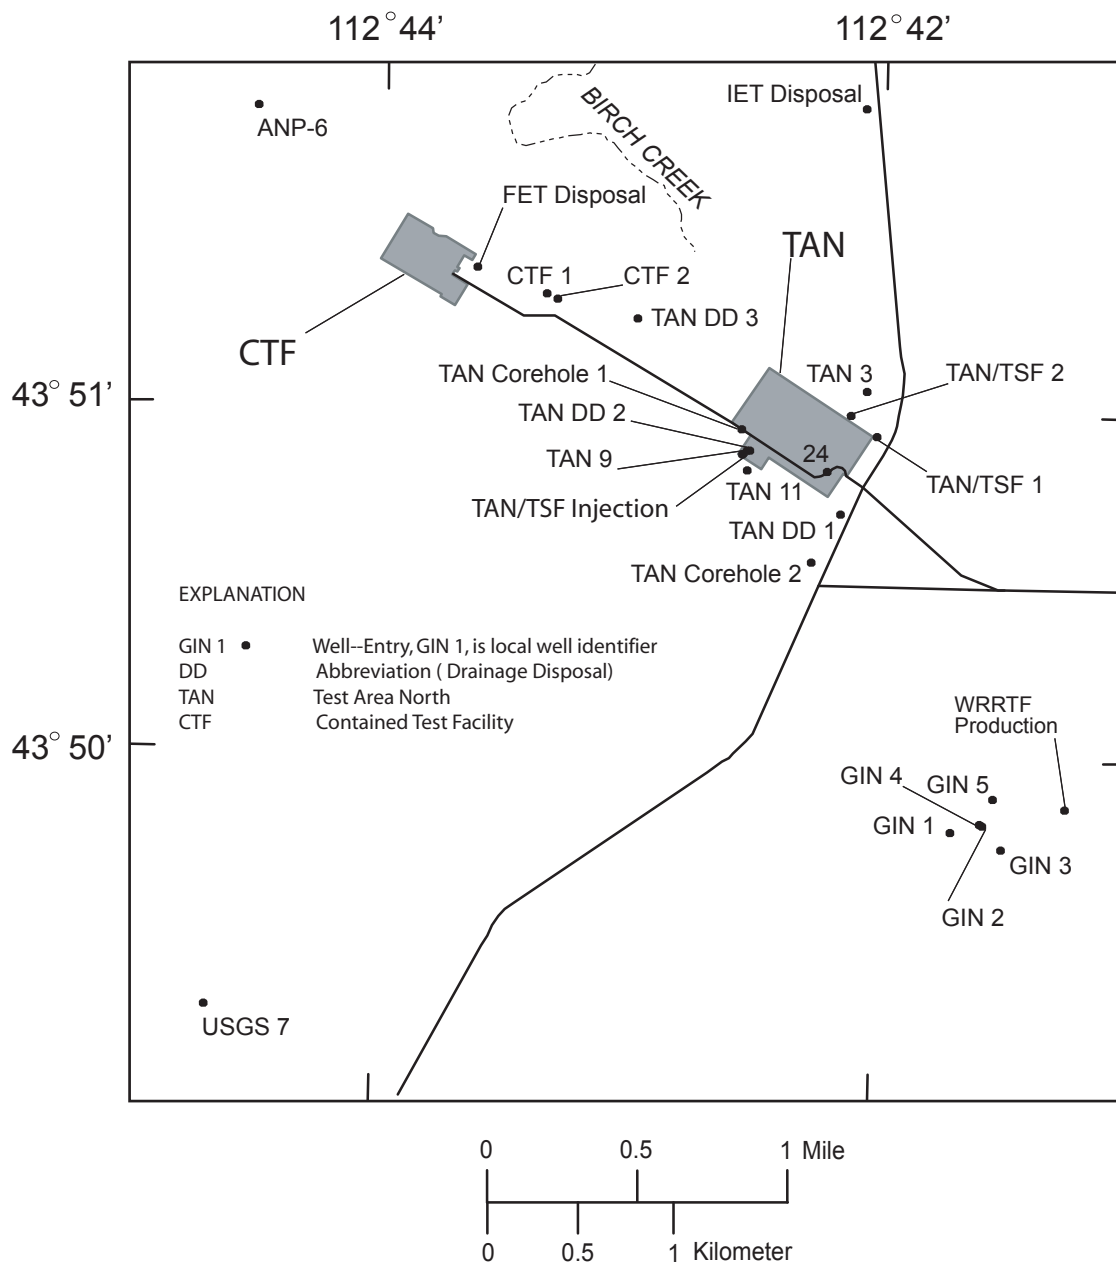 112°44’ 112°42’
IET Disposal
ANP-6
BIRCH CREEK
FET Disposal
TAN
CTF 1 CTF 2
TAN DD 3
CTF
TAN Corehole 1
TAN 3
TAN/TSF 2
43° 51’
TAN DD 2
TAN 9
24
TAN/TSF 1
TAN 11
TAN/TSF Injection
TAN DD 1
TAN Corehole 2
EXPLANATION
GIN 1 Well--Entry, GIN 1, is local well identifier
DD Abbreviation ( Drainage Disposal)
TAN Test Area North
CTF Contained Test Facility
WRRTF
Production
43° 50’
GIN 4
GIN 5
GIN 1
GIN 3
GIN 2
USGS 7
0 0.5 1 Mile
0 0.5 1 Kilometer